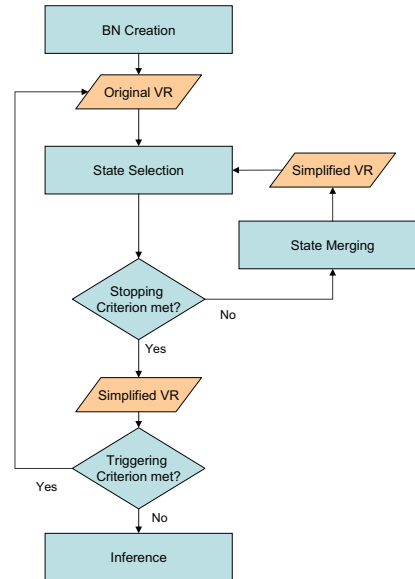 BN Creation
Original VR
State Selection
Simplified VR
State Merging
Stopping
Criterion met?
No
Yes
Simplified VR
Triggering
Criterion met?
Yes
No
Inference